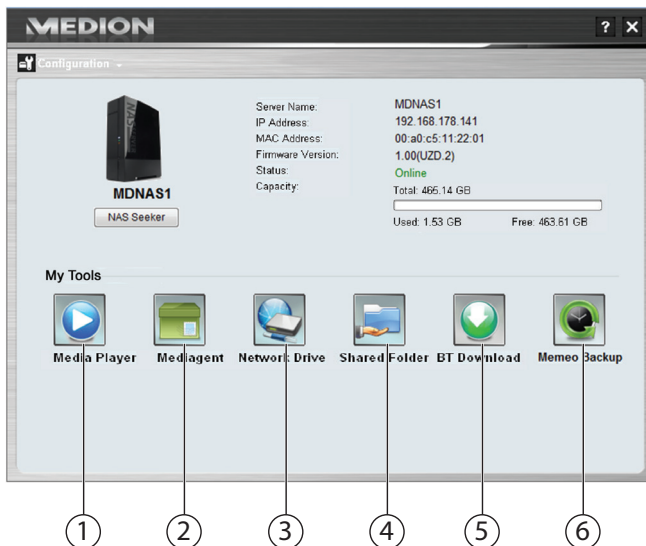 MEDION
? X
Configuration
NAS
MDNAS1
NAS Seeker
Server Name: MDNAS1
IP Address: 192.168.178.141
MAC Address: 00:a0:c5:11:22:01
Firmware Version: 1.00(UZD.2)
Status: Online
Capacity: Total: 465.14 GB
Used: 1.53 GB Free: 463.61 GB
My Tools
Media Player Mediagent Network Drive Shared Folder BT Download Memeo Backup
1 2 3 4 5 6